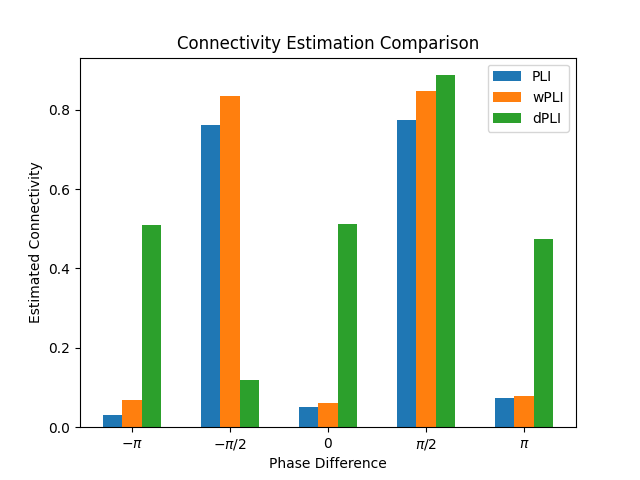 Connectivity Estimation Comparison
PLI
wPLI
dPLI
Estimated Connectivity
0.8
0.6
0.4
0.2
0.0
−π
−π/2
0
π/2
π
Phase Difference